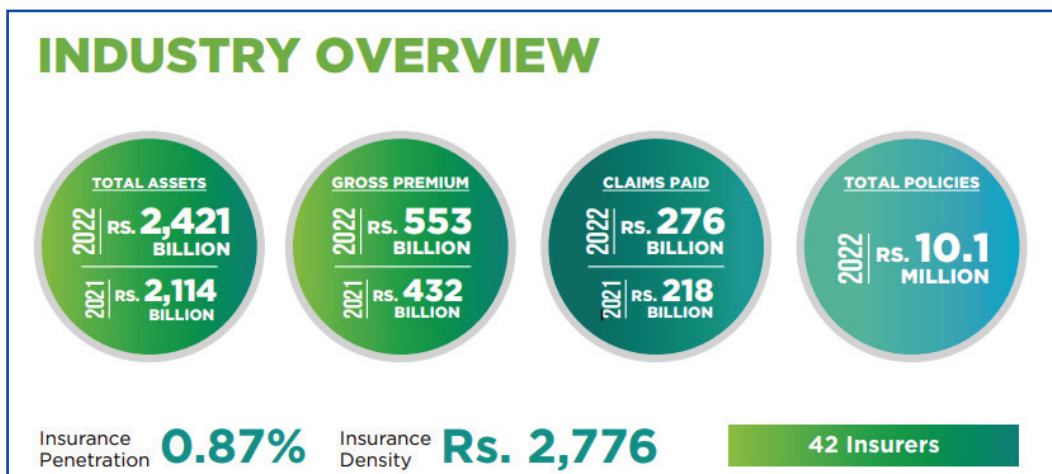 INDUSTRY OVERVIEW
TOTAL ASSETS
2022 RS. 2,421
BILLION
2021 RS. 2,114
BILLION
GROSS PREMIUM
2022 RS. 553
BILLION
2021 RS. 432
BILLION
CLAIMS PAID
2022 RS. 276
BILLION
2021 RS. 218
BILLION
TOTAL POLICIES
2022 RS. 10.1
MILLION
Insurance
Penetration 0.87%
Insurance
Density Rs. 2,776
42 Insurers